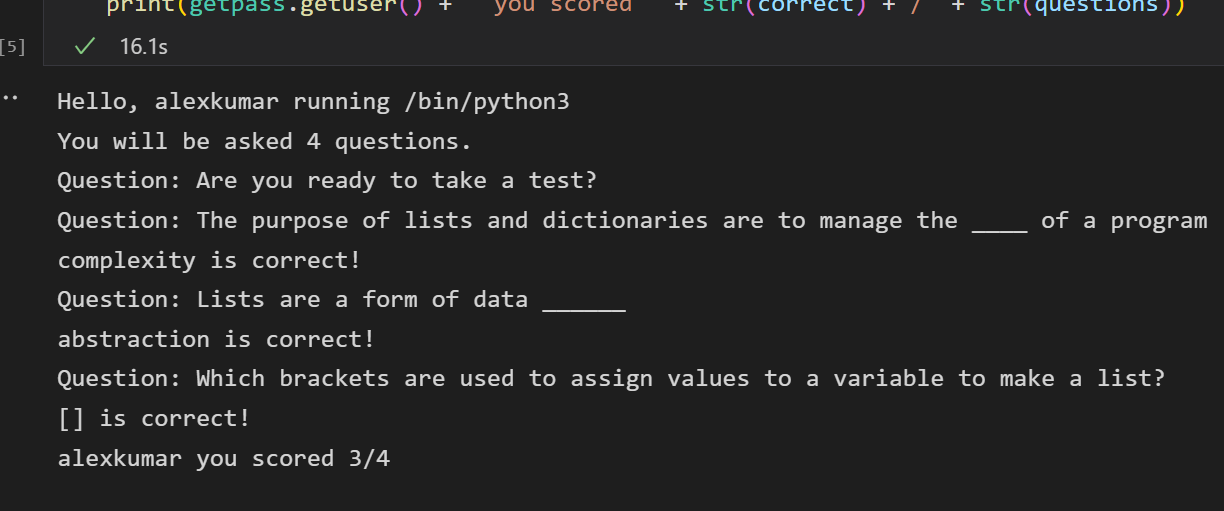 print(getpass.getuser() + " you scored " + str(correct) + "/" + str(questions))
[5]
16.1s
Hello, alexkumar running /bin/python3
You will be asked 4 questions.
Question: Are you ready to take a test?
Question: The purpose of lists and dictionaries are to manage the ____ of a program
complexity is correct!
Question: Lists are a form of data ______
abstraction is correct!
Question: Which brackets are used to assign values to a variable to make a list?
[] is correct!
alexkumar you scored 3/4